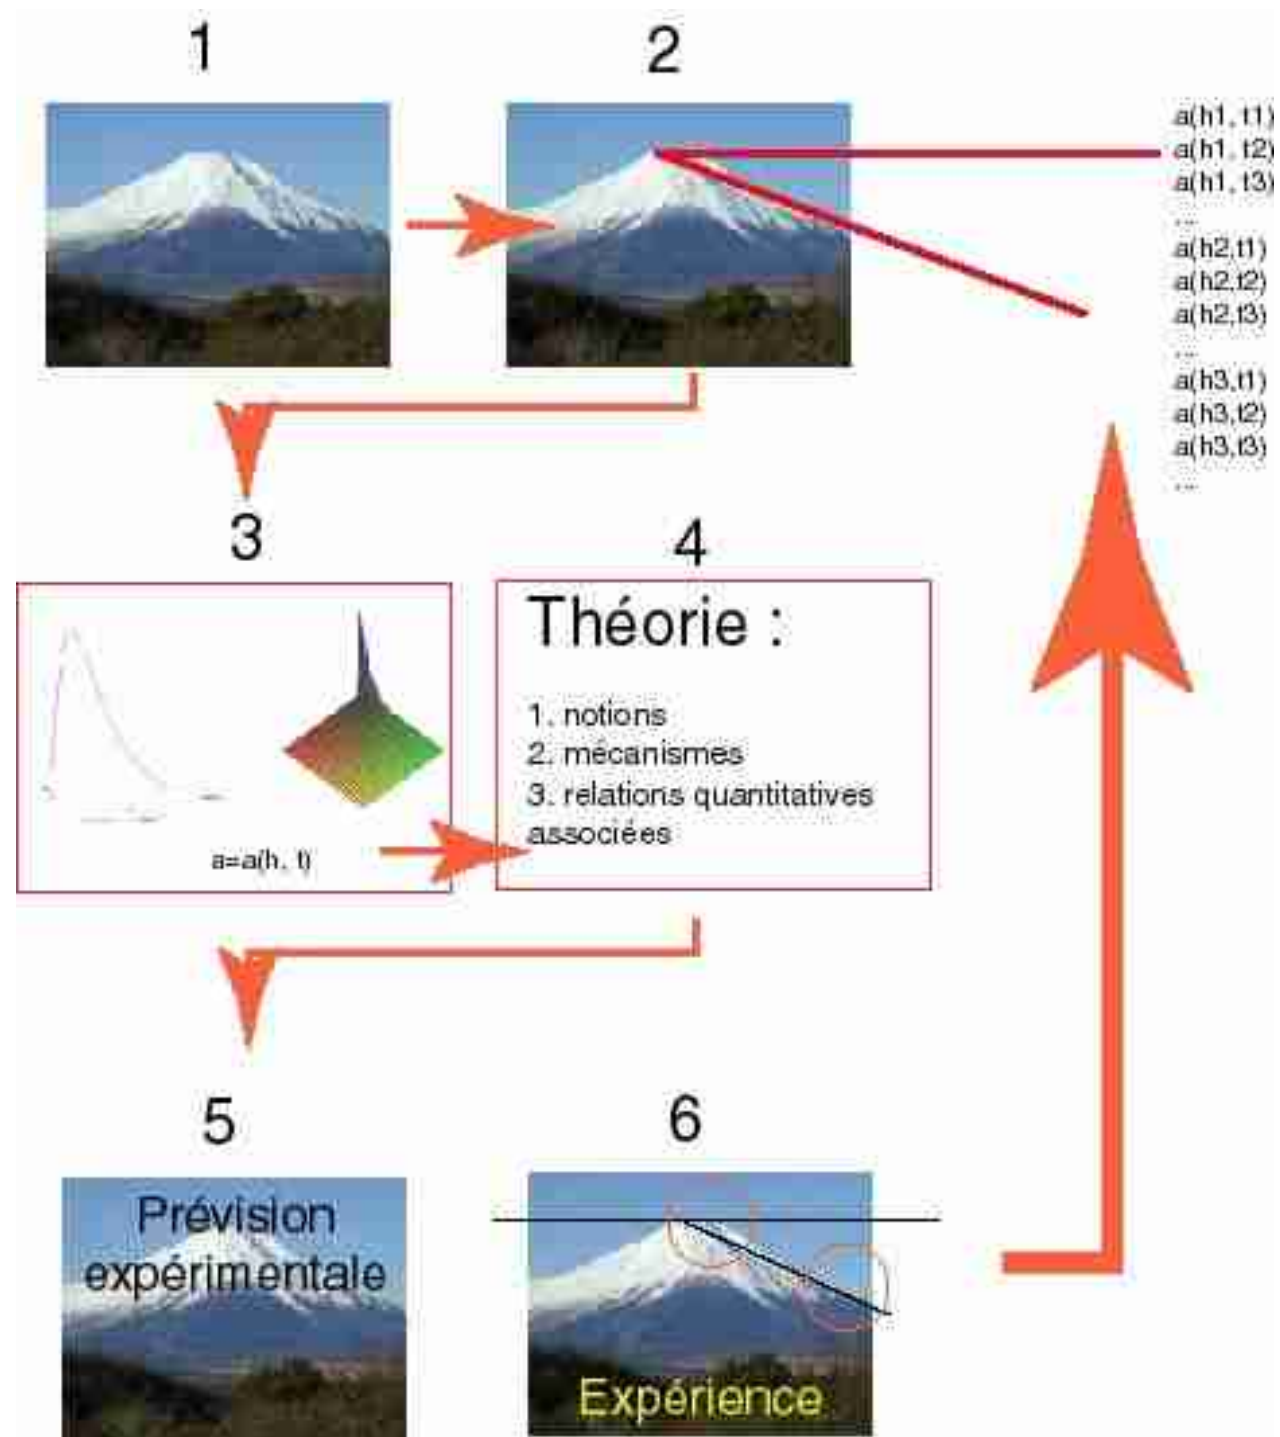 1
2
a(h1, t1)
a(h1, t2)
a(h1, t3)
...
a(h2,t1)
a(h2,t2)
a(h2,t3)
...
a(h3,t1)
a(h3,t2)
a(h3,t3)
...
3
4
Théorie :
1. notions
2. mécanismes
3. relations quantitatives
associées
a=a(h, t)
5
6
Prévision
expérimentale
Expérience